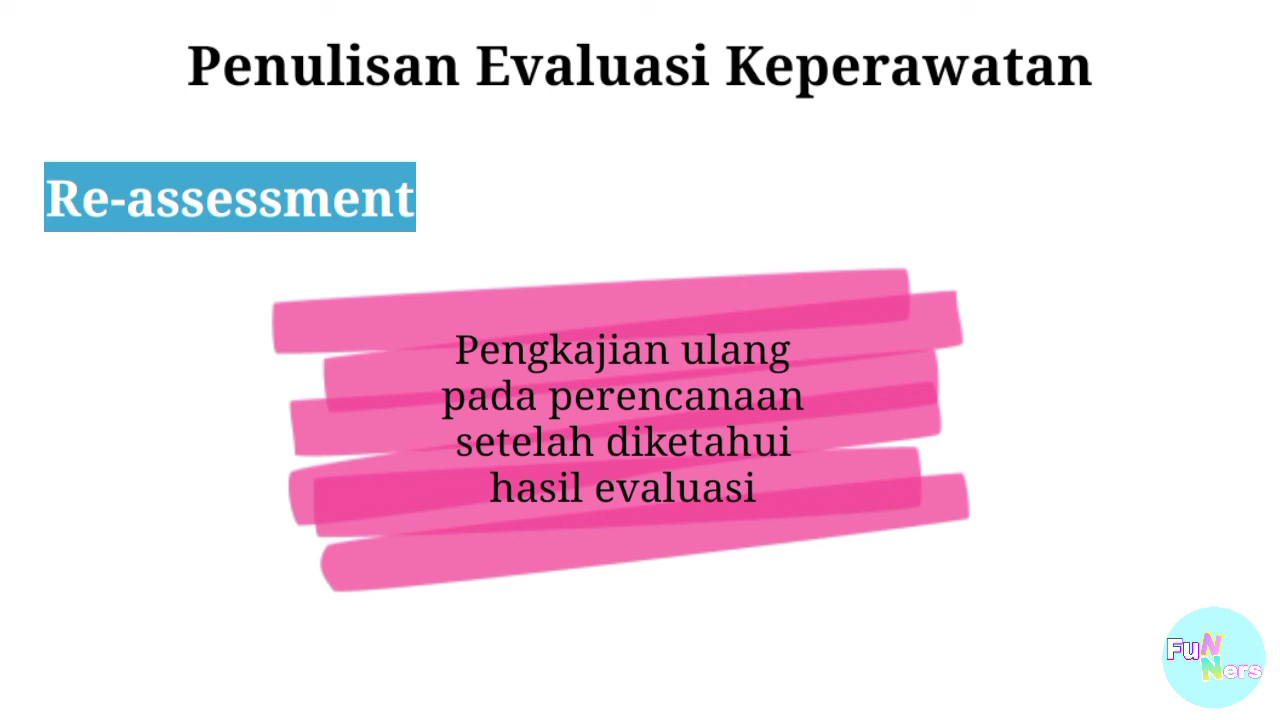 Penulisan Evaluasi Keperawatan
Re-assessment
Pengkajian ulang
pada perencanaan
setelah diketahui
hasil evaluasi
FuN
Ners